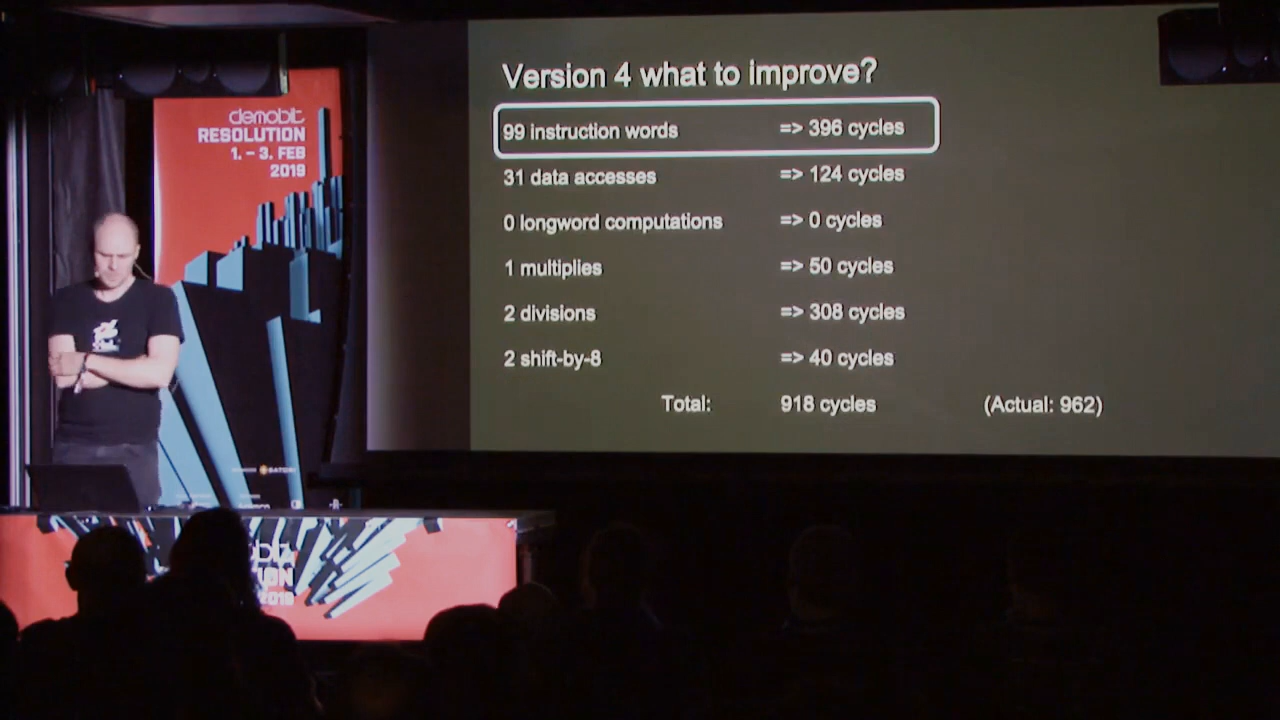 demobit
RESOLUTION
1. – 3. FEB
2019
Version 4 what to improve?
99 instruction words => 396 cycles
31 data accesses => 124 cycles
0 longword computations => 0 cycles
1 multiplies => 50 cycles
2 divisions => 308 cycles
2 shift-by-8 => 40 cycles
Total: 918 cycles (Actual: 962)
2019